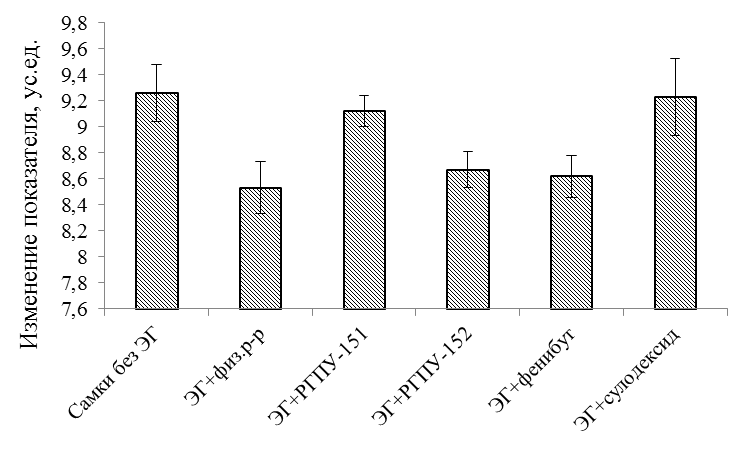 Изменение показателя, ус.ед.
9,8
9,6
9,4
9,2
9
8,8
8,6
8,4
8,2
8
7,8
7,6
Самки без ЭГ
ЭГ+физ.р-р
ЭГ+РГПУ-151
ЭГ+РГПУ-152
ЭГ+фенибут
ЭГ+сулодексид